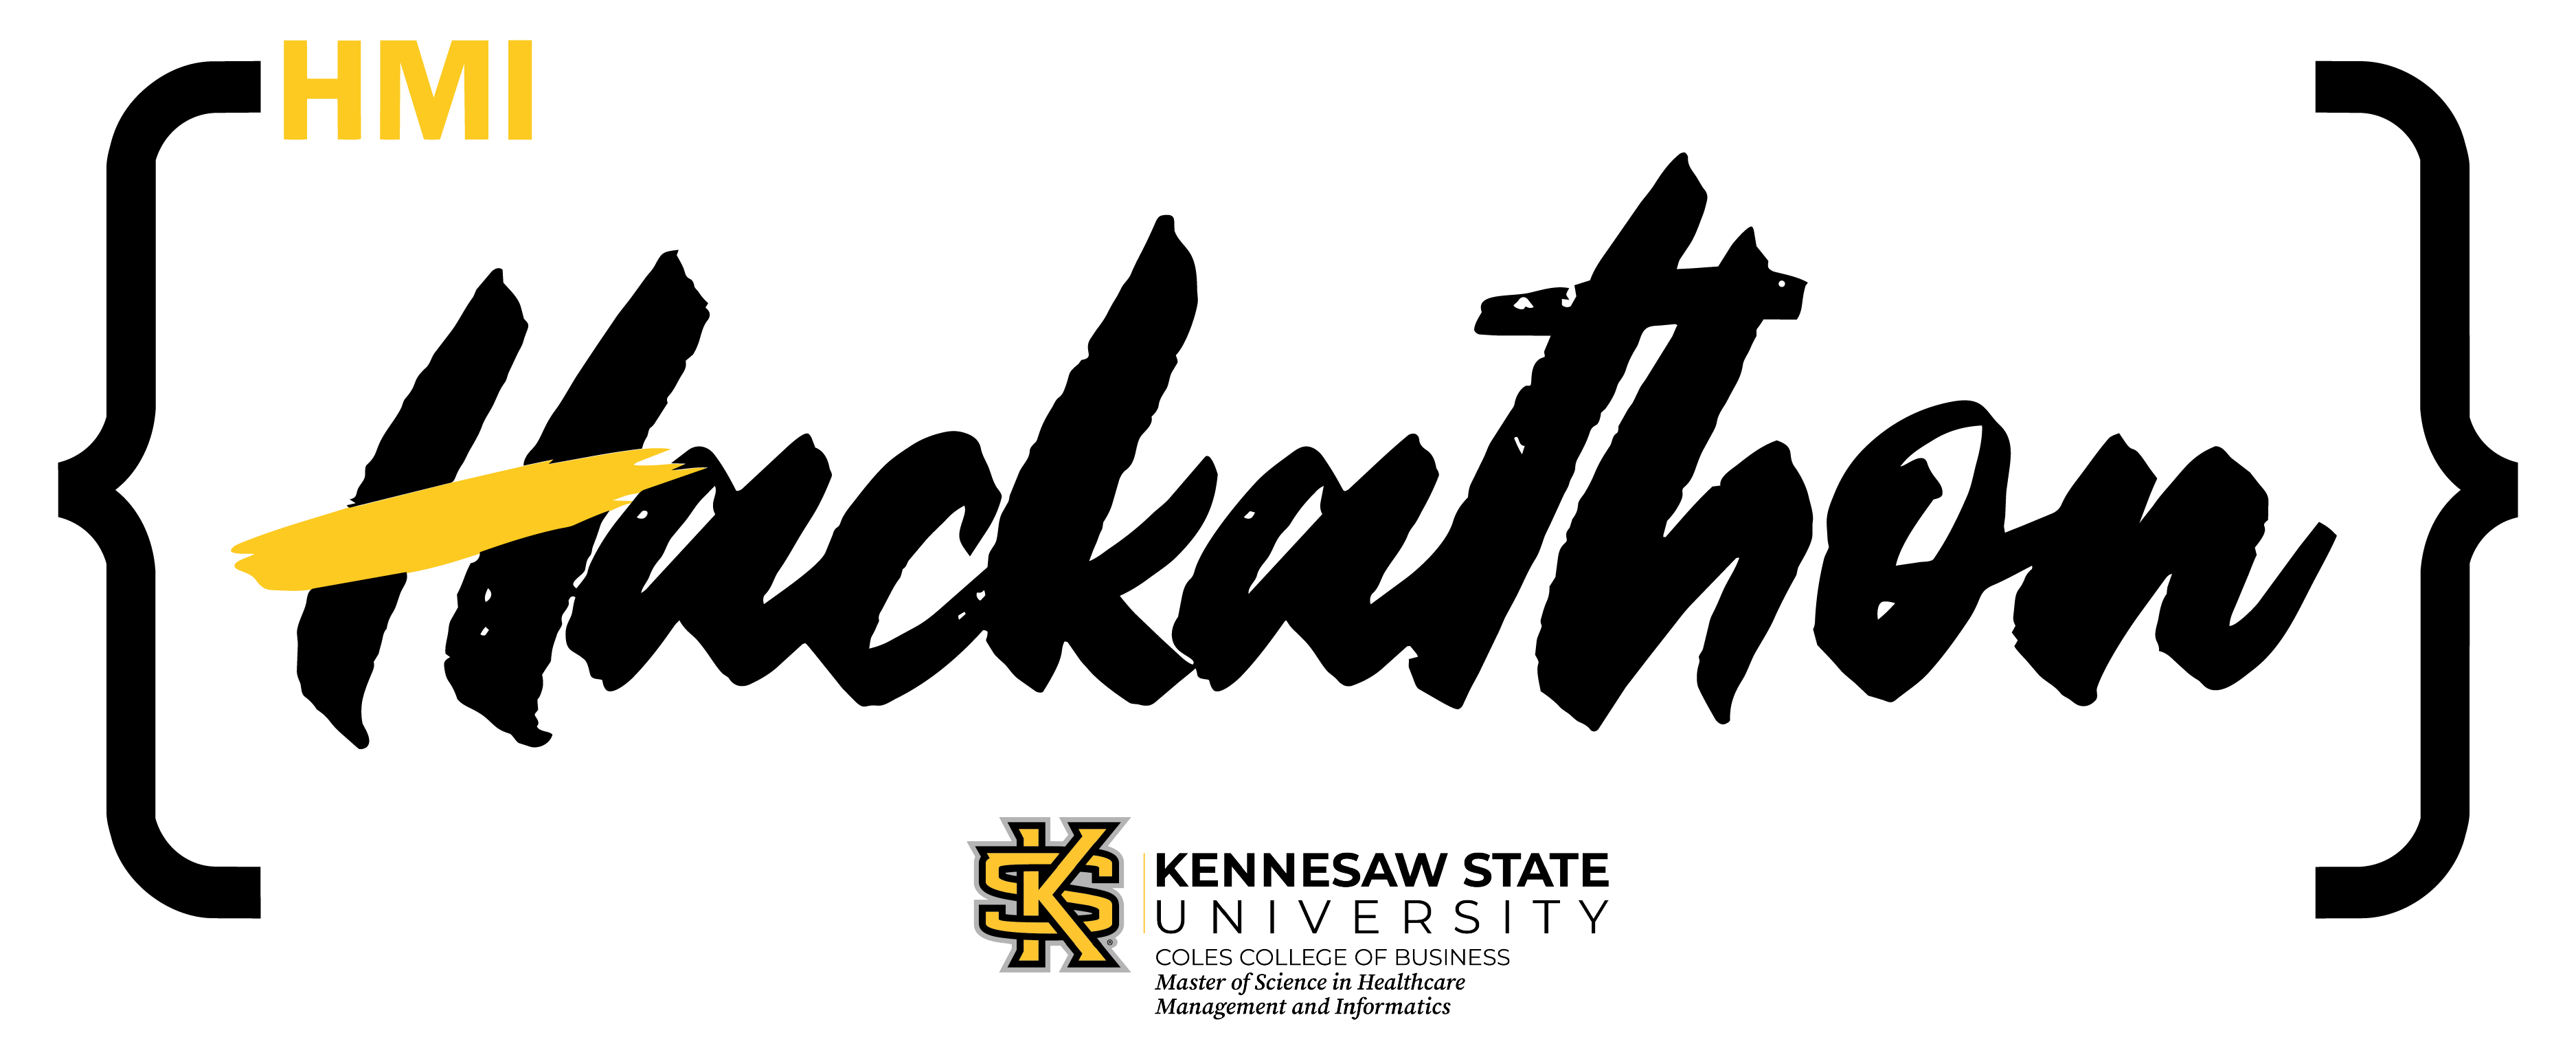 HMI
Hackathon
KENNESAW STATE
UNIVERSITY
COLES COLLEGE OF BUSINESS
Master of Science in Healthcare
Management and Informatics